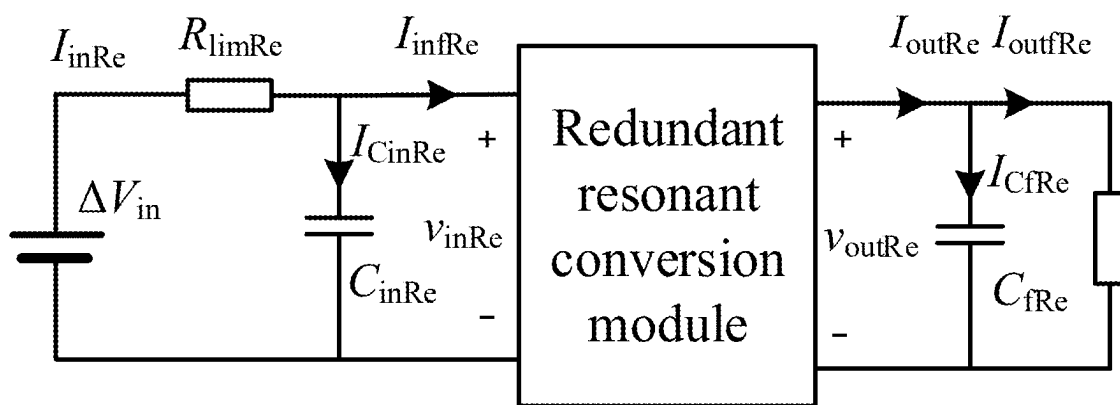 I_inRe
R_limRe
I_infRe
I_outRe
I_outfRe
ΔV_in
I_CinRe
C_inRe
+
v_inRe
-
Redundant
resonant
conversion
module
+
v_outRe
-
I_CfRe
C_fRe